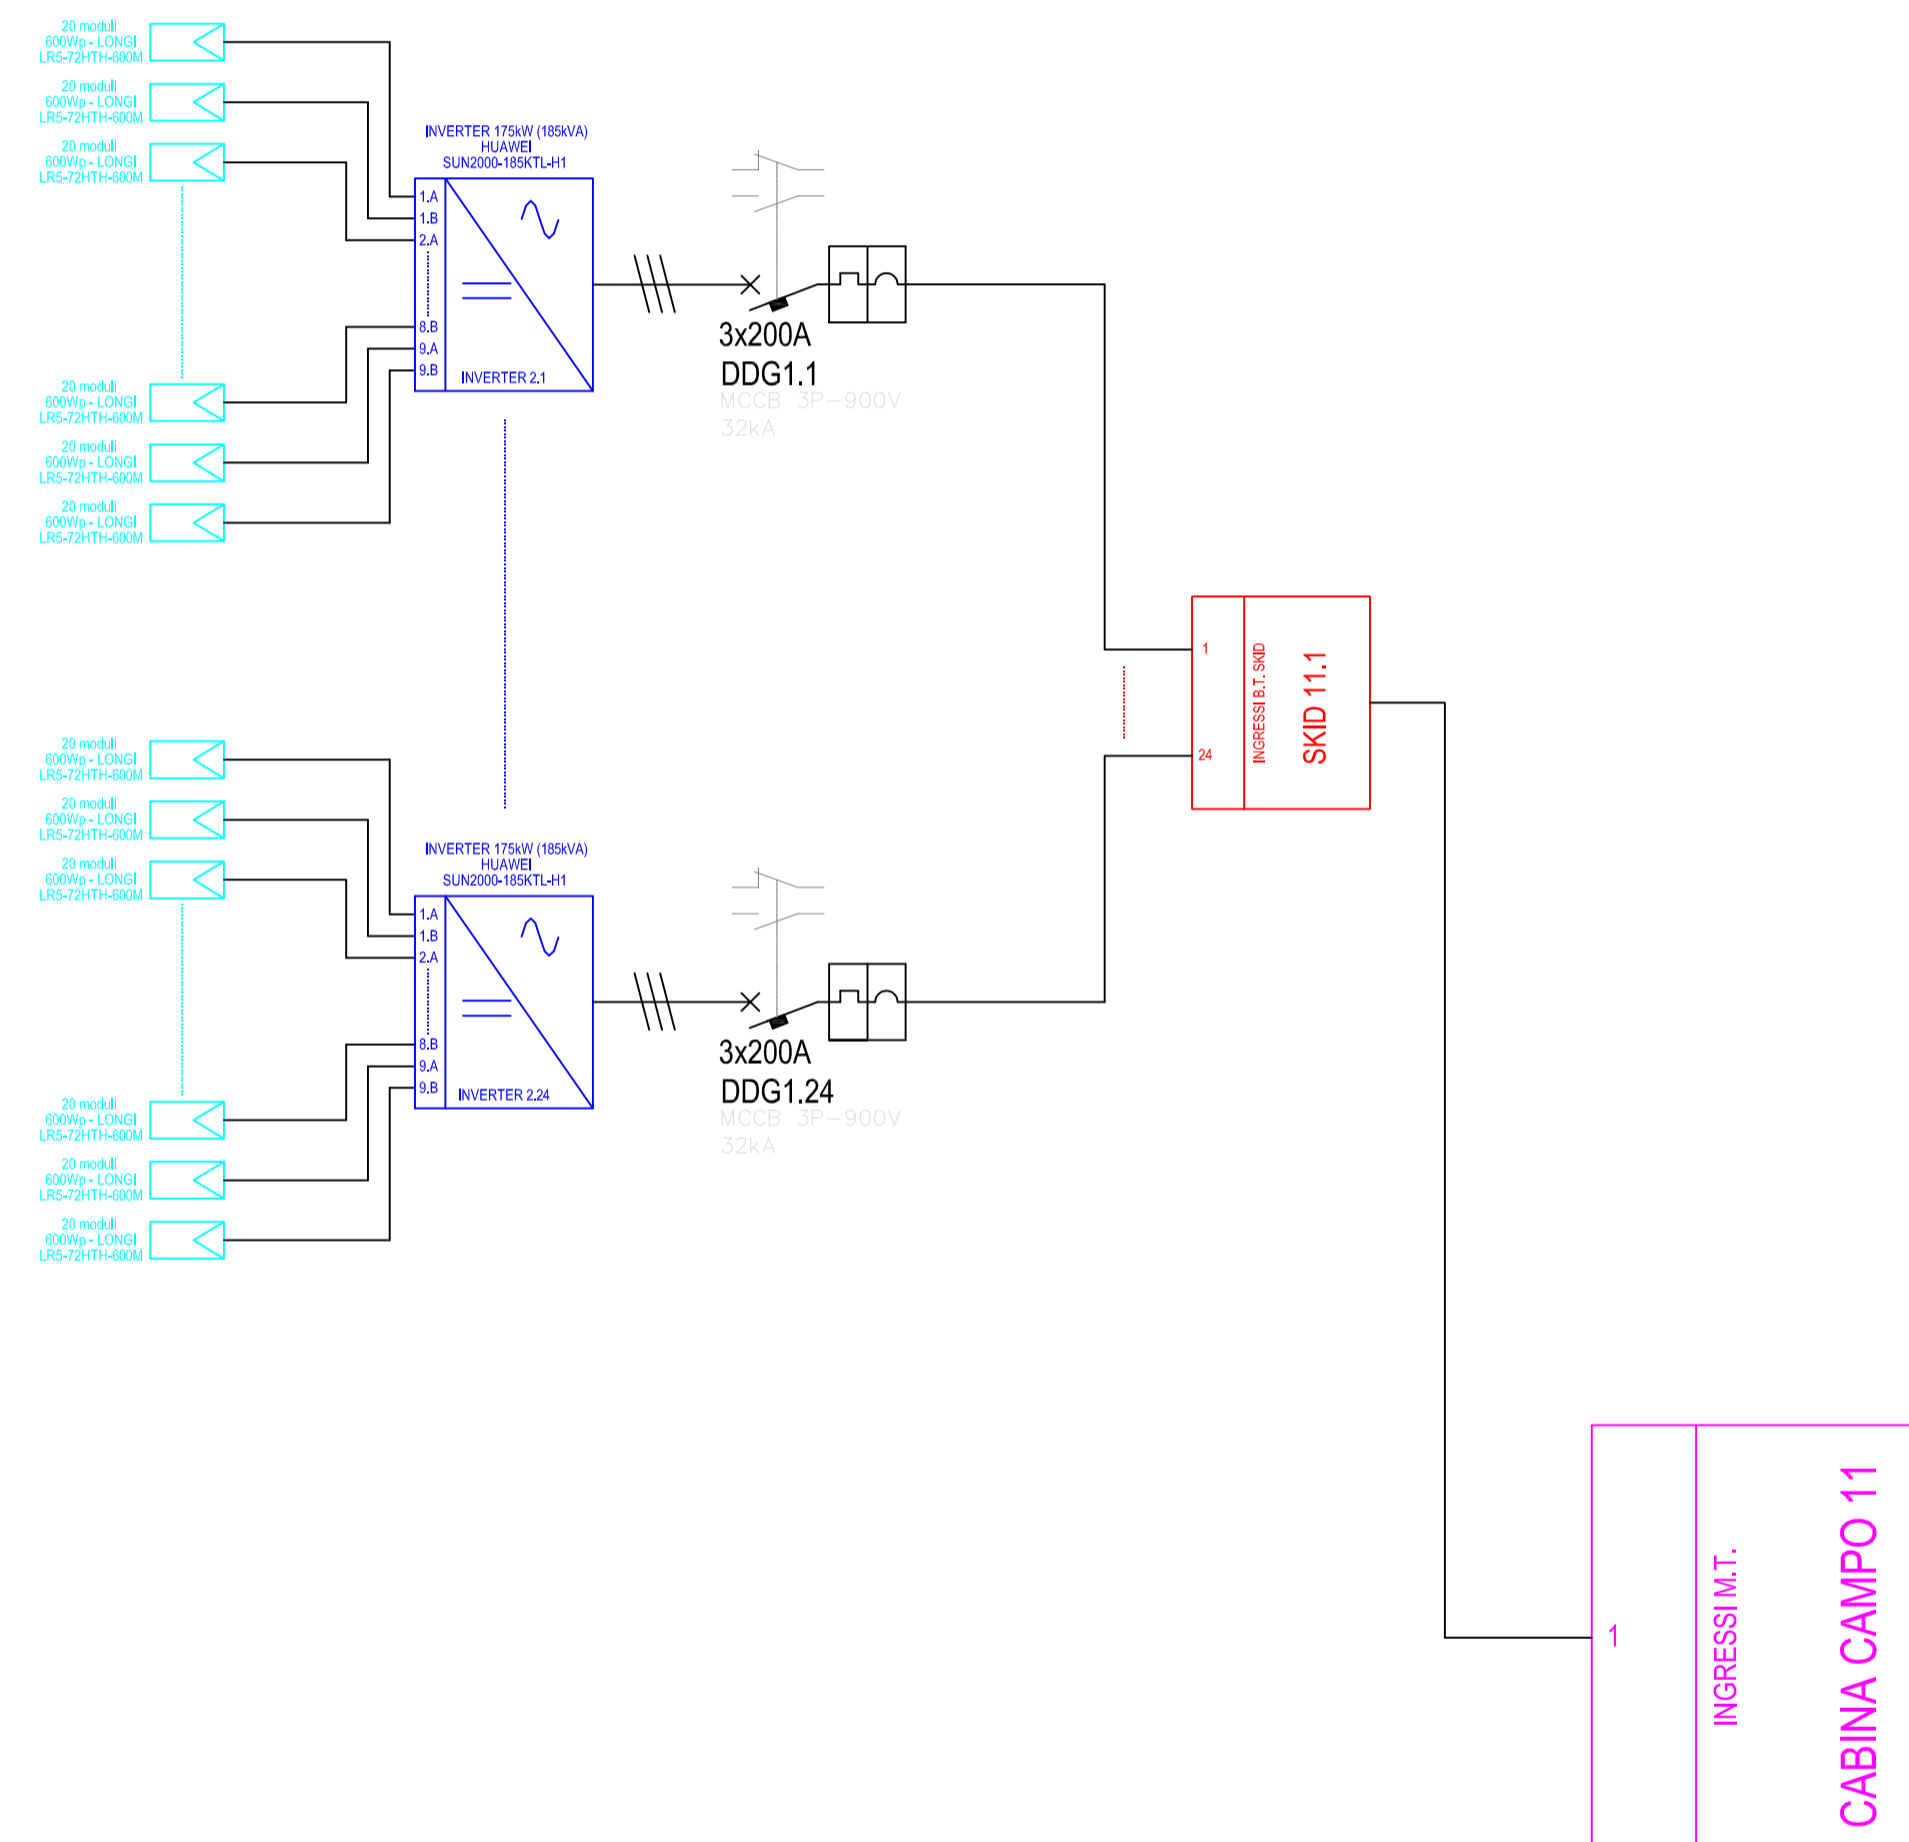 20 moduli
600Wp - LONGI
LR5-72HTH-600M
20 moduli
600Wp - LONGI
LR5-72HTH-600M
20 moduli
600Wp - LONGI
LR5-72HTH-600M
20 moduli
600Wp - LONGI
LR5-72HTH-600M
20 moduli
600Wp - LONGI
LR5-72HTH-600M
20 moduli
600Wp - LONGI
LR5-72HTH-600M
INVERTER 175kW (185kVA)
HUAWEI
SUN2000-185KTL-H1
1.A
1.B
2.A
8.B
9.A
9.B
INVERTER 2.1
3x200A
DDG1.1
MCCB 3P-900V
32kA
20 moduli
600Wp - LONGI
LR5-72HTH-600M
20 moduli
600Wp - LONGI
LR5-72HTH-600M
20 moduli
600Wp - LONGI
LR5-72HTH-600M
20 moduli
600Wp - LONGI
LR5-72HTH-600M
20 moduli
600Wp - LONGI
LR5-72HTH-600M
20 moduli
600Wp - LONGI
LR5-72HTH-600M
INVERTER 175kW (185kVA)
HUAWEI
SUN2000-185KTL-H1
1.A
1.B
2.A
8.B
9.A
9.B
INVERTER 2.24
3x200A
DDG1.24
MCCB 3P-900V
32kA
1
24
INGRESSI B.T. SKID
SKID 11.1
1
INGRESSI M.T.
CABINA CAMPO 11